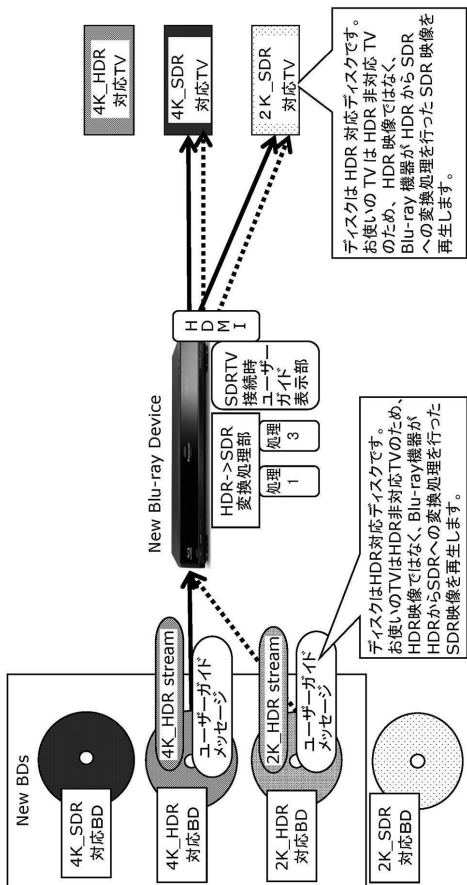 New BDs
4K_SDR
対応BD
4K_HDR
対応BD
4K_HDR stream
ユーザーガイド
メッセージ
2K_HDR
対応BD
2K_HDR stream
ユーザーガイド
メッセージ
2K_SDR
対応BD
ディスクはHDR対応ディスクです。
お使いのTVはHDR非対応TVのため、
HDR映像ではなく、Blu-ray機器が
HDRからSDRへの変換処理を行った
SDR映像を再生します。
New Blu-ray Device
HDR->SDR
変換処理部
処理
1
処理
3
SDRTV
接続時
ユーザー
ガイド
表示部
H
D
M
I
4K_HDR
対応TV
4K_SDR
対応TV
2K_SDR
対応TV
ディスクは HDR 対応ディスクです。
お使いの TV は HDR 非対応 TV
のため、 HDR 映像ではなく、
Blu-ray 機器が HDR から SDR
への変換処理を行った SDR 映像を
再生します。